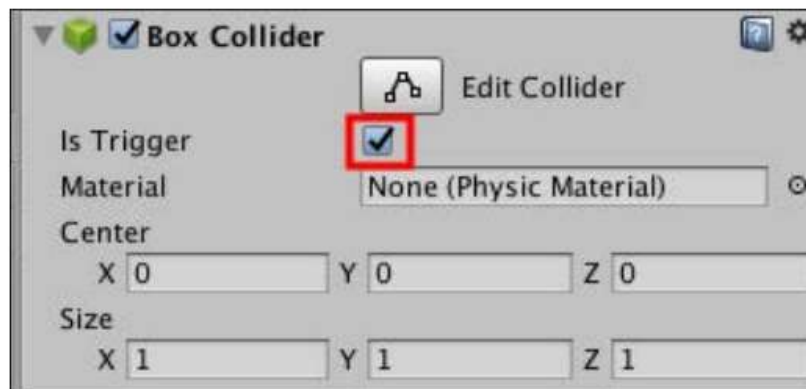 Box Collider
Edit Collider
Is Trigger
Material None (Physic Material)
Center
X 0 Y 0 Z 0
Size
X 1 Y 1 Z 1